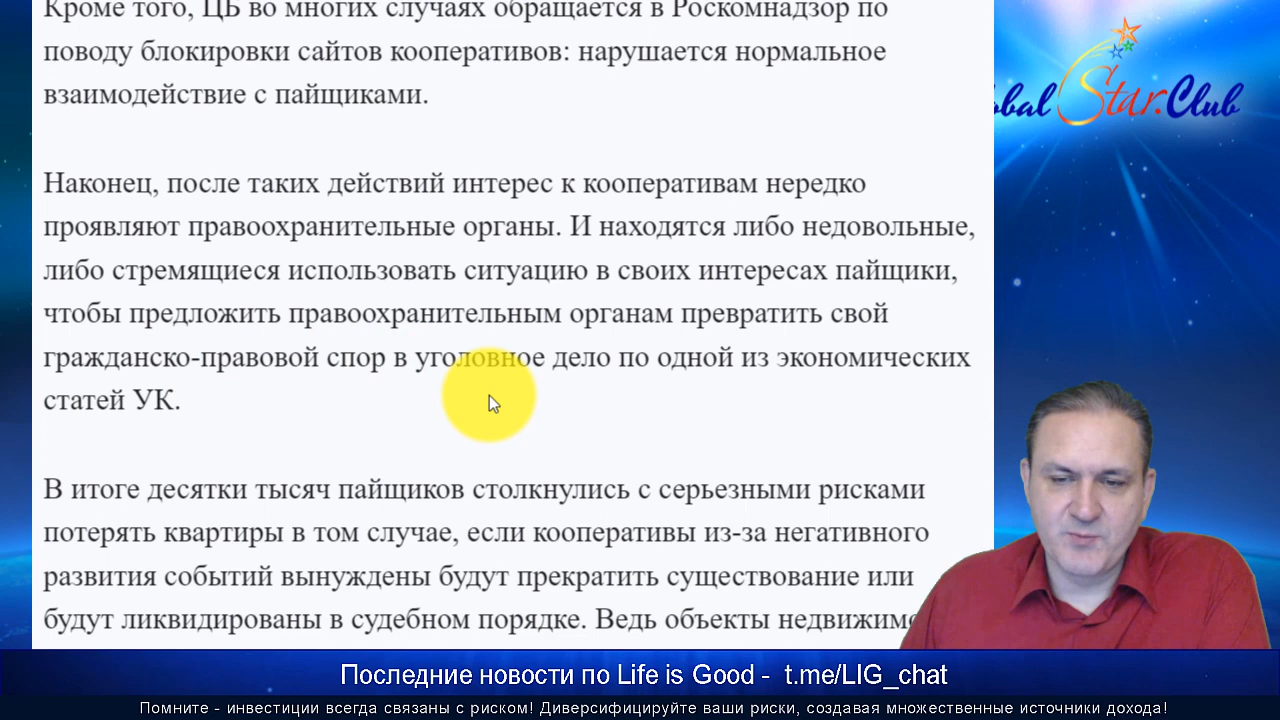 Кроме того, ЦБ во многих случаях обращается в Роскомнадзор по
поводу блокировки сайтов кооперативов: нарушается нормальное
взаимодействие с пайщиками.
Наконец, после таких действий интерес к кооперативам нередко
проявляют правоохранительные органы. И находятся либо недовольные,
либо стремящиеся использовать ситуацию в своих интересах пайщики,
чтобы предложить правоохранительным органам превратить свой
гражданско-правовой спор в уголовное дело по одной из экономических
статей УК.
В итоге десятки тысяч пайщиков столкнулись с серьезными рисками
потерять квартиры в том случае, если кооперативы из-за негативного
развития событий вынуждены будут прекратить существование или
будут ликвидированы в судебном порядке. Ведь объекты
obal Star.Club
Последние новости по Life is Good - t.me/LIG_chat
Помните - инвестиции всегда связаны с риском! Диверсифицируйте ваши риски, создавая множественные источники дохода!